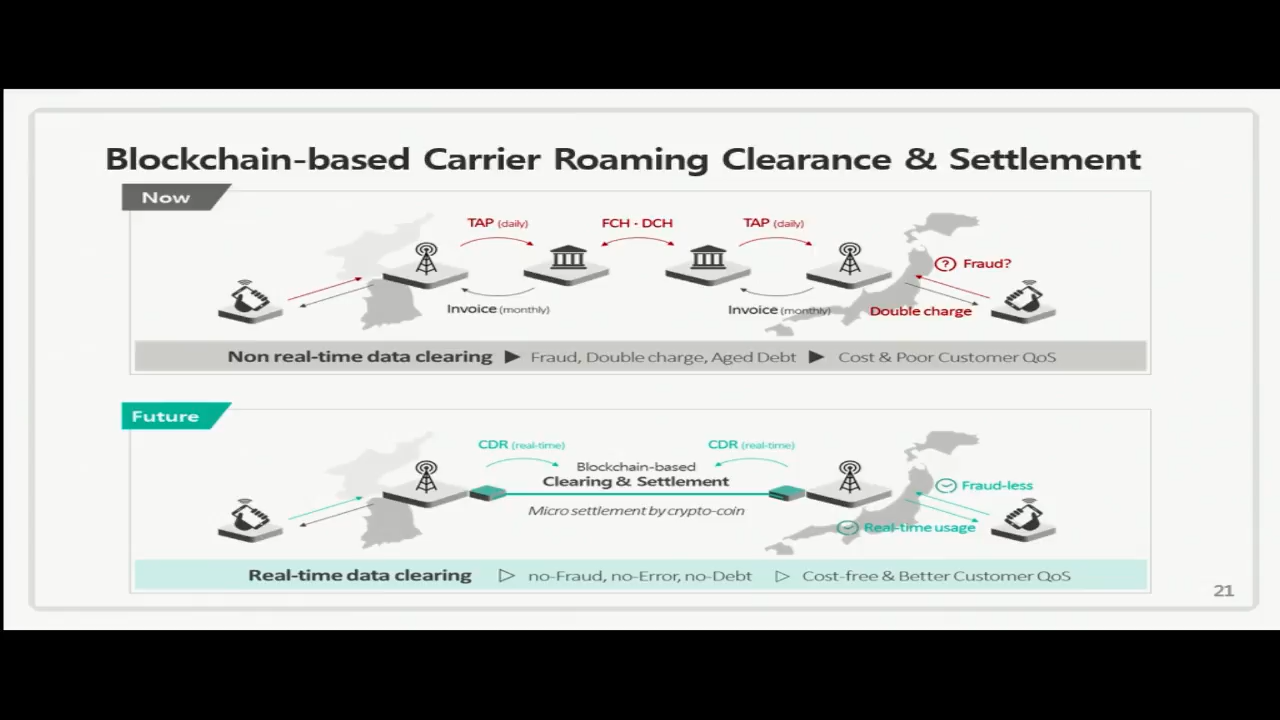 Blockchain-based Carrier Roaming Clearance & Settlement
Now
TAP (daily)
FCH - DCH
TAP (daily)
Fraud?
Invoice (monthly)
Invoice (monthly)
Double charge
Non real-time data clearing ▶ Fraud, Double charge, Aged Debt ▶ Cost & Poor Customer QoS
Future
CDR (real-time)
CDR (real-time)
Blockchain-based
Clearing & Settlement
Micro settlement by crypto-coin
Fraud-less
Real-time usage
Real-time data clearing ▷ no-Fraud, no-Error, no-Debt ▷ Cost-free & Better Customer QoS
21